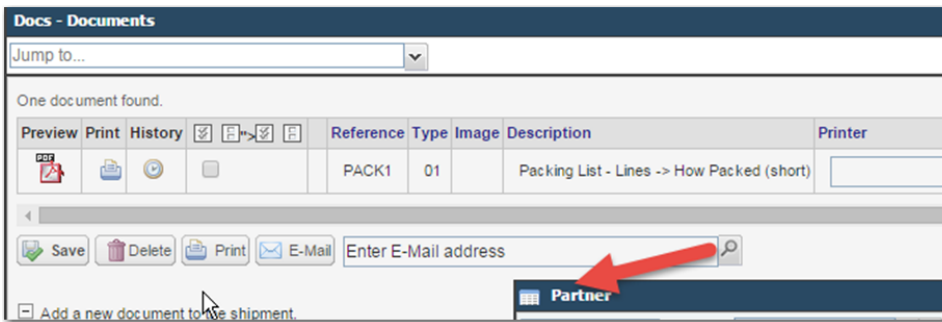 Docs - Documents
Jump to...
One document found.
Preview Print History ">  Reference Type Image Description Printer
PDF PACK1 01 Packing List - Lines -> How Packed (short)
Save Delete Print E-Mail Enter E-Mail address
Partner
Add a new document to the shipment.